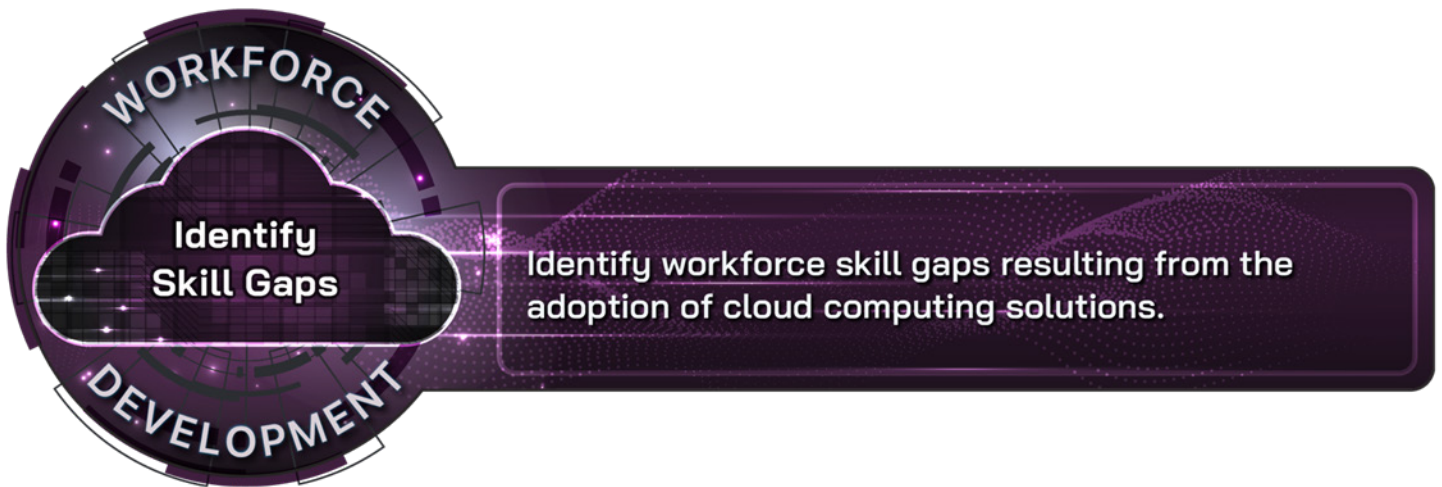 WORKFORCE
Identify
Skill Gaps
DEVELOPMENT
Identify workforce skill gaps resulting from the
adoption of cloud computing solutions.